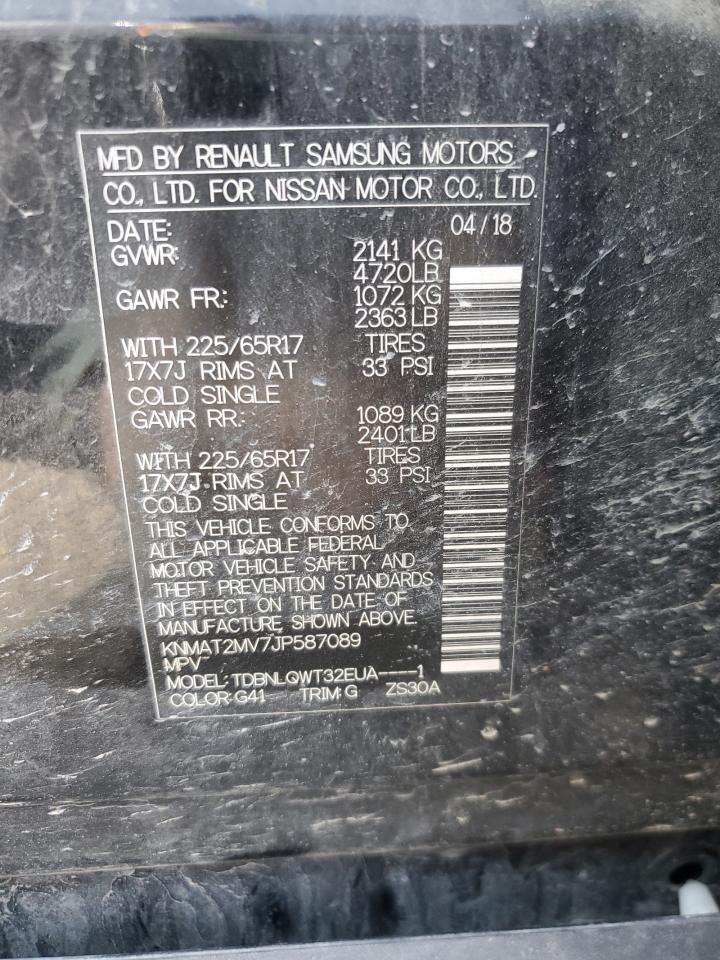 MFD BY RENAULT SAMSUNG MOTORS
CO., LTD. FOR NISSAN MOTOR CO., LTD.
DATE: 04/18
GVWR: 2141 KG
4720LB
GAWR FR: 1072 KG
2363LB
WITH 225/65R17 TIRES
17X7J RIMS AT 33 PSI
COLD SINGLE
GAWR RR: 1089 KG
2401LB
WITH 225/65R17 TIRES
17X7J RIMS AT 33 PSI
COLD SINGLE
THIS VEHICLE CONFORMS TO
ALL APPLICABLE FEDERAL
MOTOR VEHICLE SAFETY AND
THEFT PREVENTION STANDARDS
IN EFFECT ON THE DATE OF
MANUFACTURE SHOWN ABOVE.
KNMAT2MV7JP587089
MPV
MODEL: TDBNLQWT32EUA----1
COLOR: G41 TRIM: G ZS30A